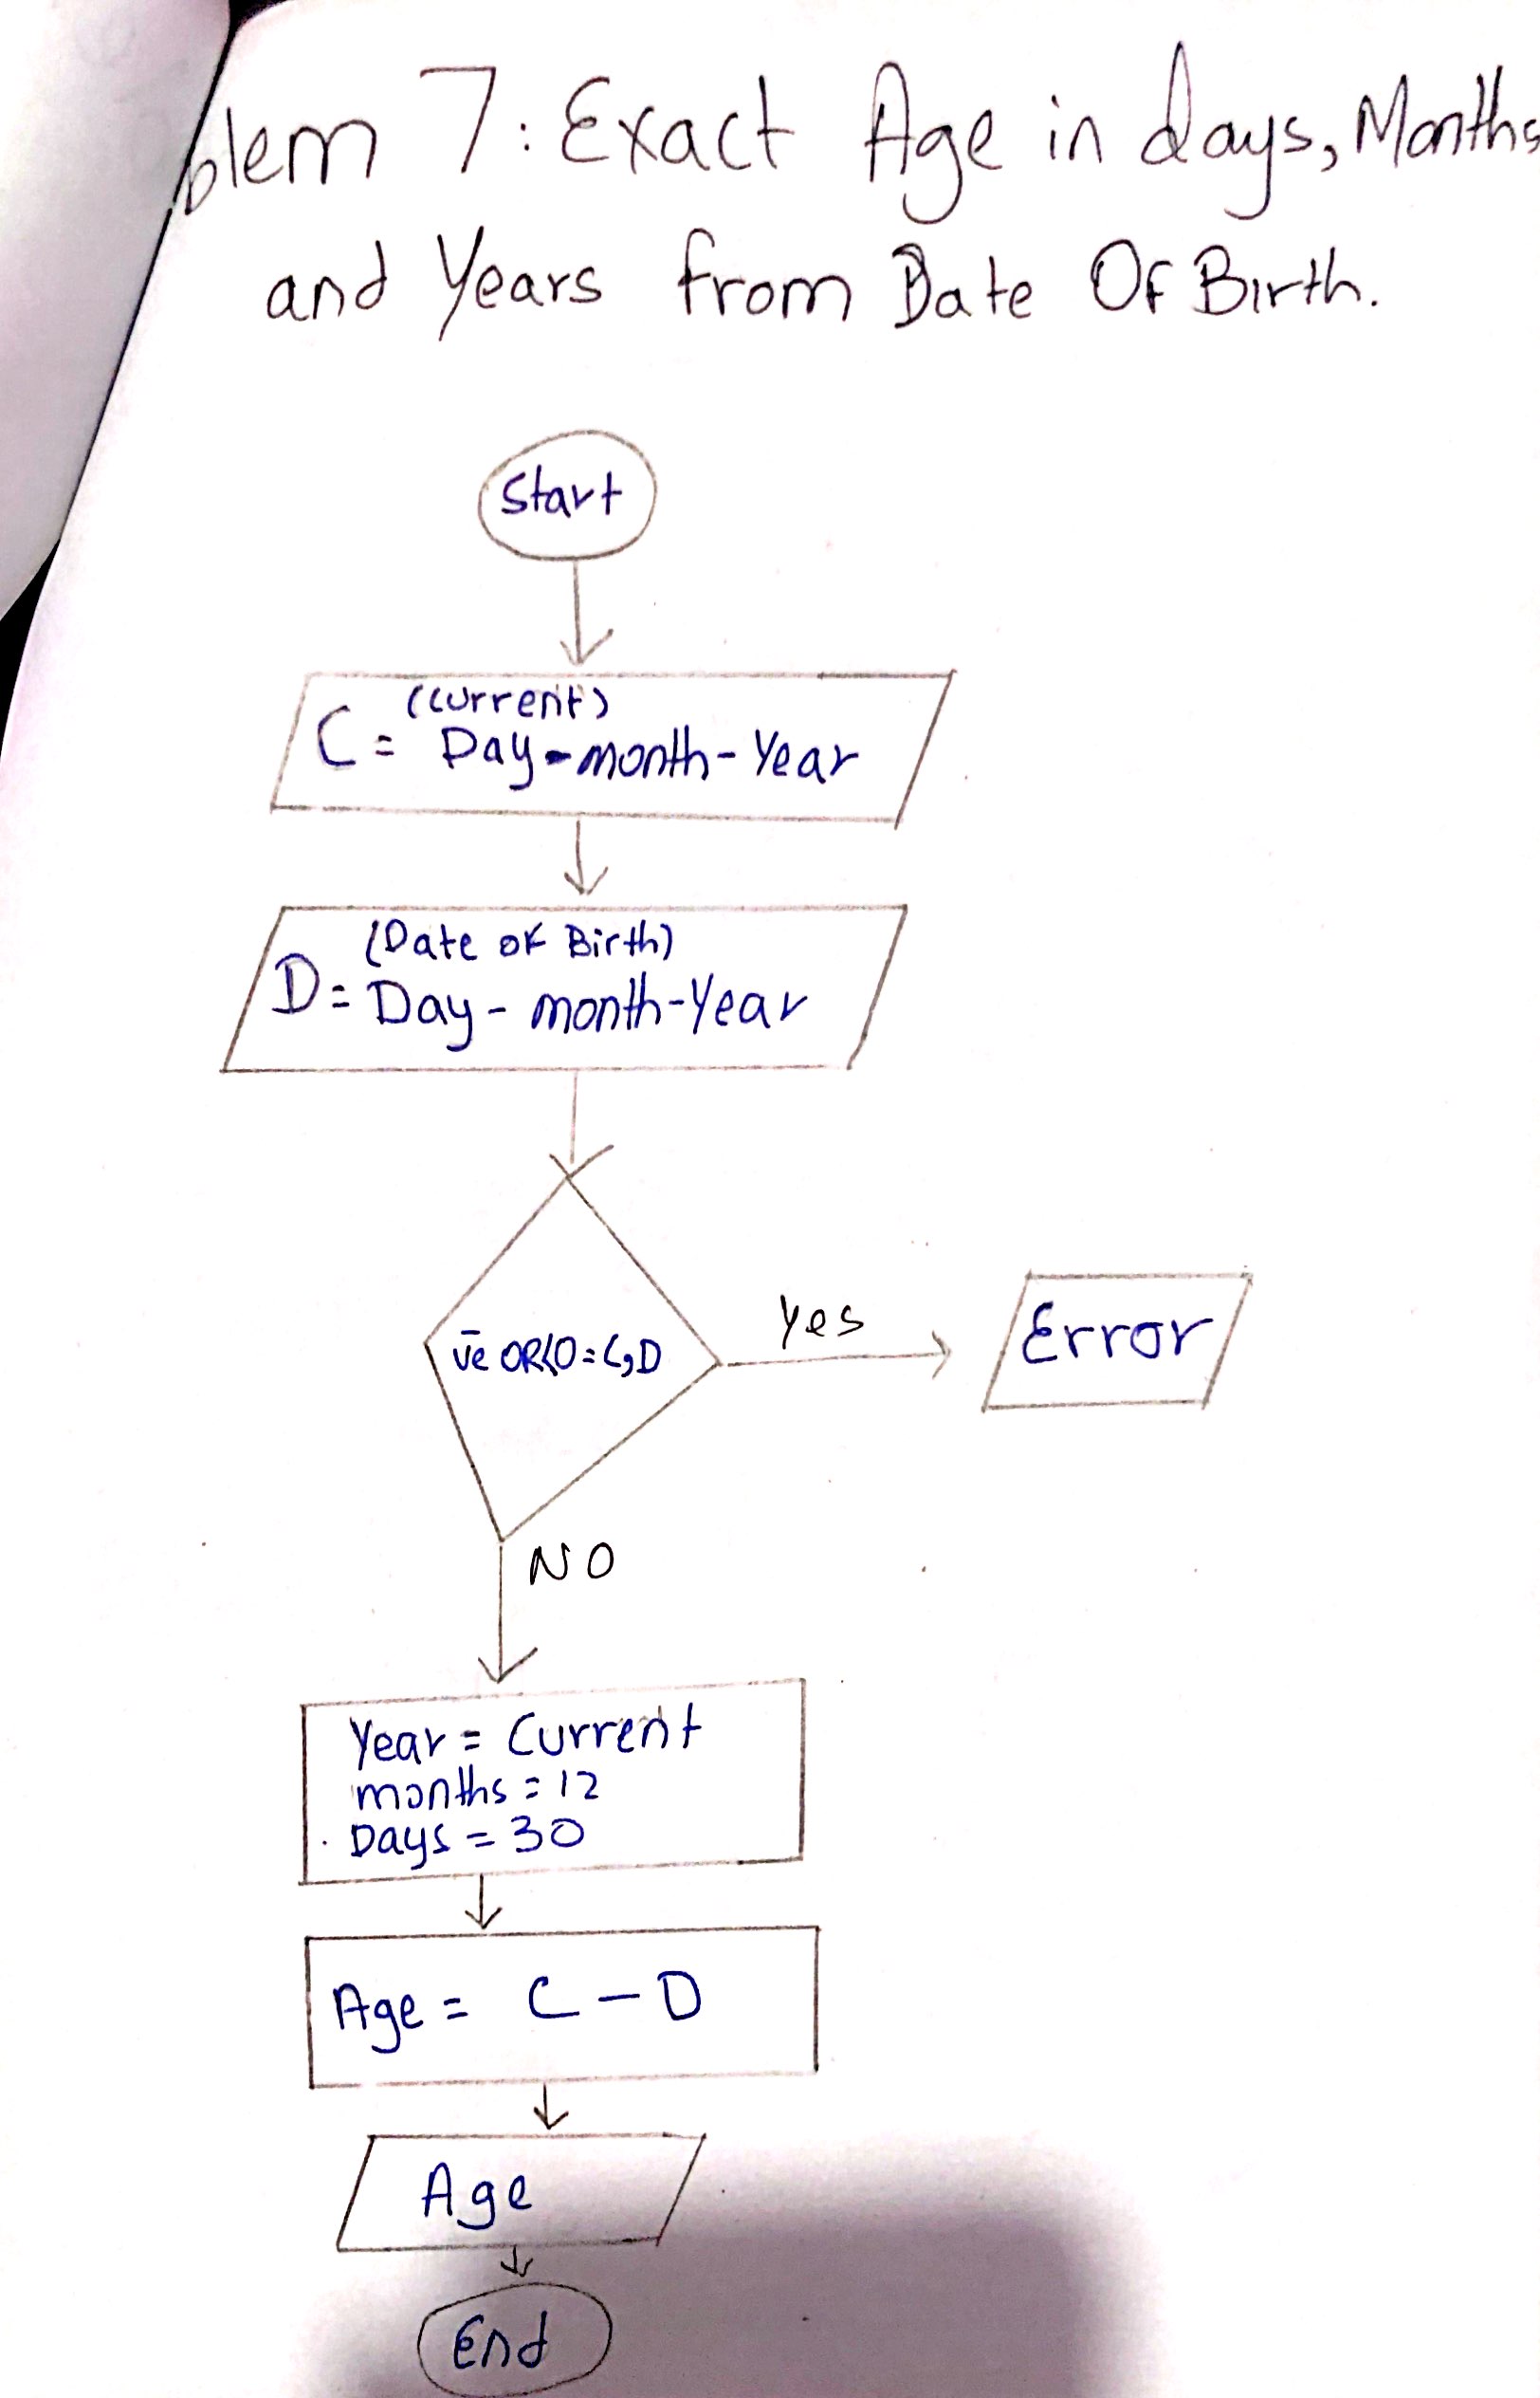 blem 7: Exact Age in days, Months
and Years from Date Of Birth.
Start
(Current)
C = Day-month-Year
(Date of Birth)
D = Day - month-Year
Yes
Error
v̄e OR<0 = C,D
NO
Year = Current
months = 12
Days = 30
Age = C - D
Age
End